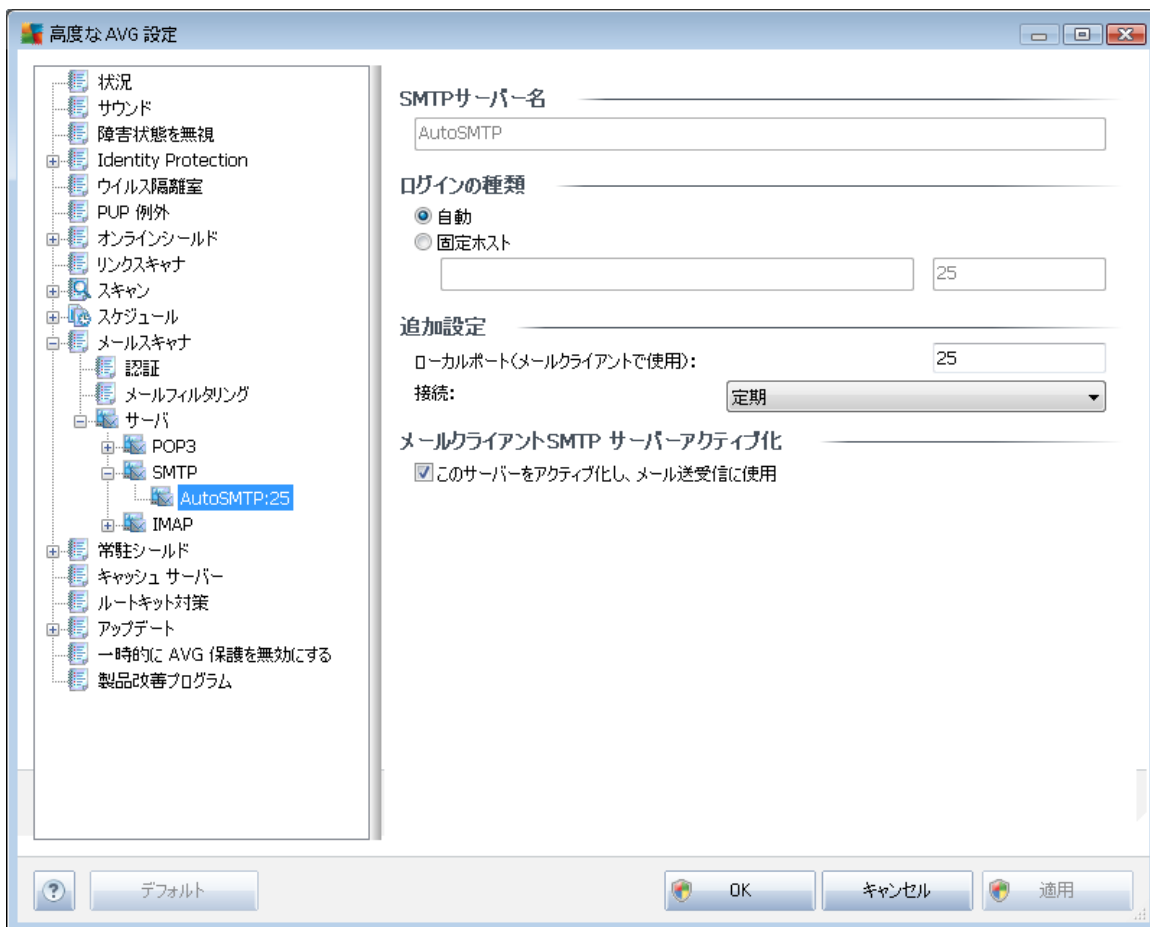 高度な AVG 設定
状況
サウンド
障害状態を無視
Identity Protection
ウイルス隔離室
PUP 例外
オンラインシールド
リンクスキャナ
スキャン
スケジュール
メールスキャナ
認証
メールフィルタリング
サーバ
POP3
SMTP
AutoSMTP:25
IMAP
常駐シールド
キャッシュ サーバー
ルートキット対策
アップデート
一時的に AVG 保護を無効にする
製品改善プログラム
SMTPサーバー名
AutoSMTP
ログインの種類
自動
固定ホスト
25
追加設定
ローカルポート(メールクライアントで使用): 25
接続: 定期
メールクライアントSMTP サーバーアクティブ化
このサーバーをアクティブ化し、メール送受信に使用
? デフォルト OK キャンセル 適用